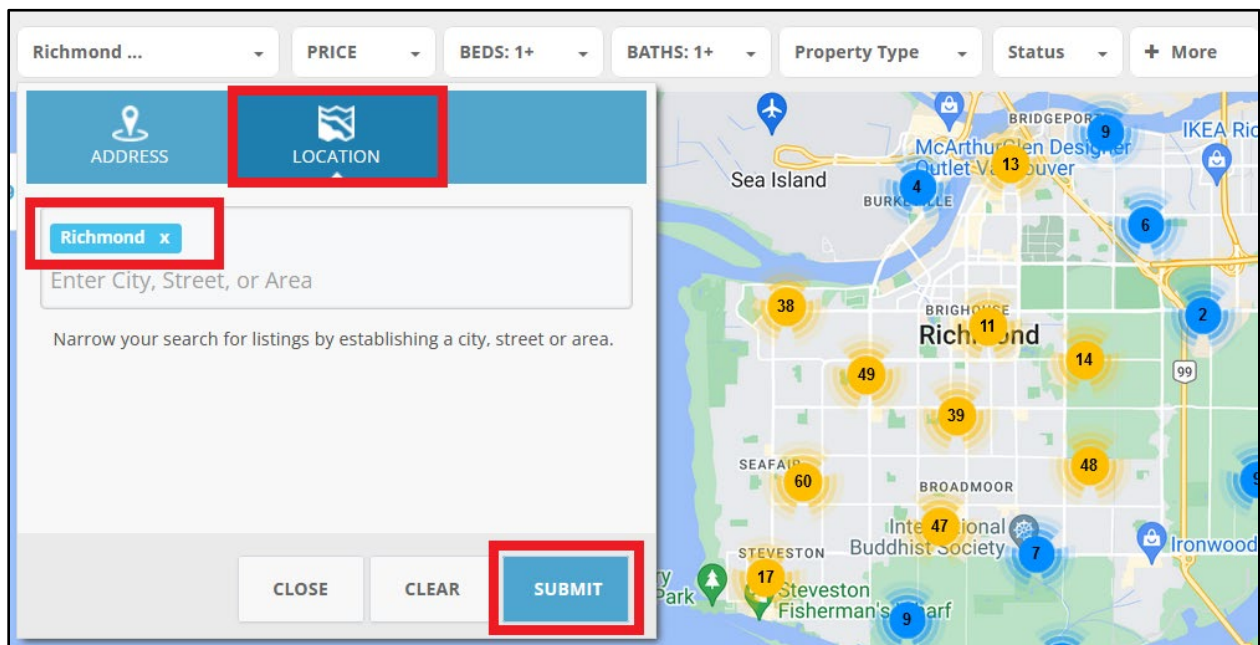 Richmond ...
PRICE
BEDS: 1+
BATHS: 1+
Property Type
Status
+ More
ADDRESS
LOCATION
Richmond x
Enter City, Street, or Area
Narrow your search for listings by establishing a city, street or area.
CLOSE
CLEAR
SUBMIT
BRIDGEPORT
9
IKEA Ric
McArthurGlen Designer
Outlet Vancouver
13
Sea Island
4
BURKEVILLE
6
38
BRIGHOUSE
11
Richmond
2
14
99
49
39
SEAFAIR
60
48
9
BROADMOOR
47
International
Buddhist Society
7
Ironwood
STEVESTON
17
ry
Park
Steveston
Fisherman's Wharf
9